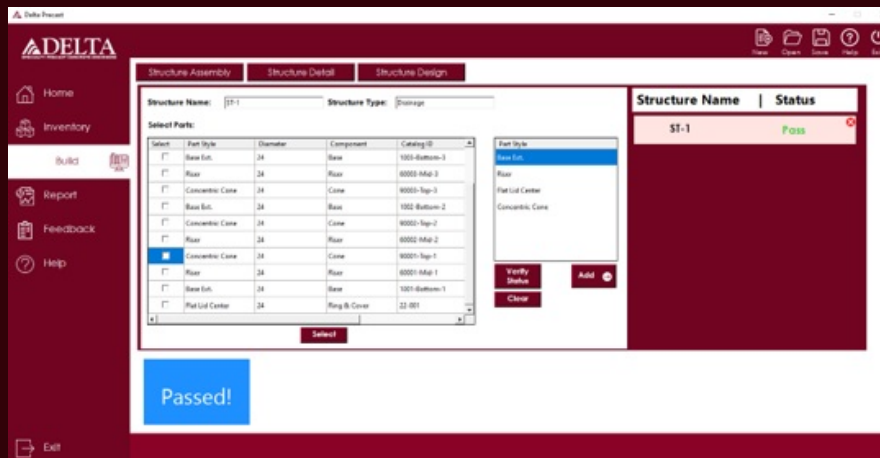 Delta Precast
DELTA
New Open Save Help Exit
Home
Inventory
Build
Report
Feedback
Help
Exit
Structure Assembly Structure Detail Structure Design
Structure Name: ST-1 Structure Type: Drainage
Select Parts:
Select Part Style Diameter Component Catalog ID
Base Ext. 24 Base 1003-Bottom-3
Riser 24 Riser 60003-Mid-3
Concentric Cone 24 Cone 90003-Top-3
Base Ext. 24 Base 1002-Bottom-2
Concentric Cone 24 Cone 90002-Top-2
Riser 24 Riser 60002-Mid-2
Concentric Cone 24 Cone 90001-Top-1
Riser 24 Riser 60001-Mid-1
Base Ext. 24 Base 1001-Bottom-1
Flat Lid Center 24 Ring & Cover 22-001
Select
Part Style
Base Ext.
Riser
Flat Lid Center
Concentric Cone
Verify
Status
Add
Clear
Structure Name | Status
ST-1 Pass
Passed!